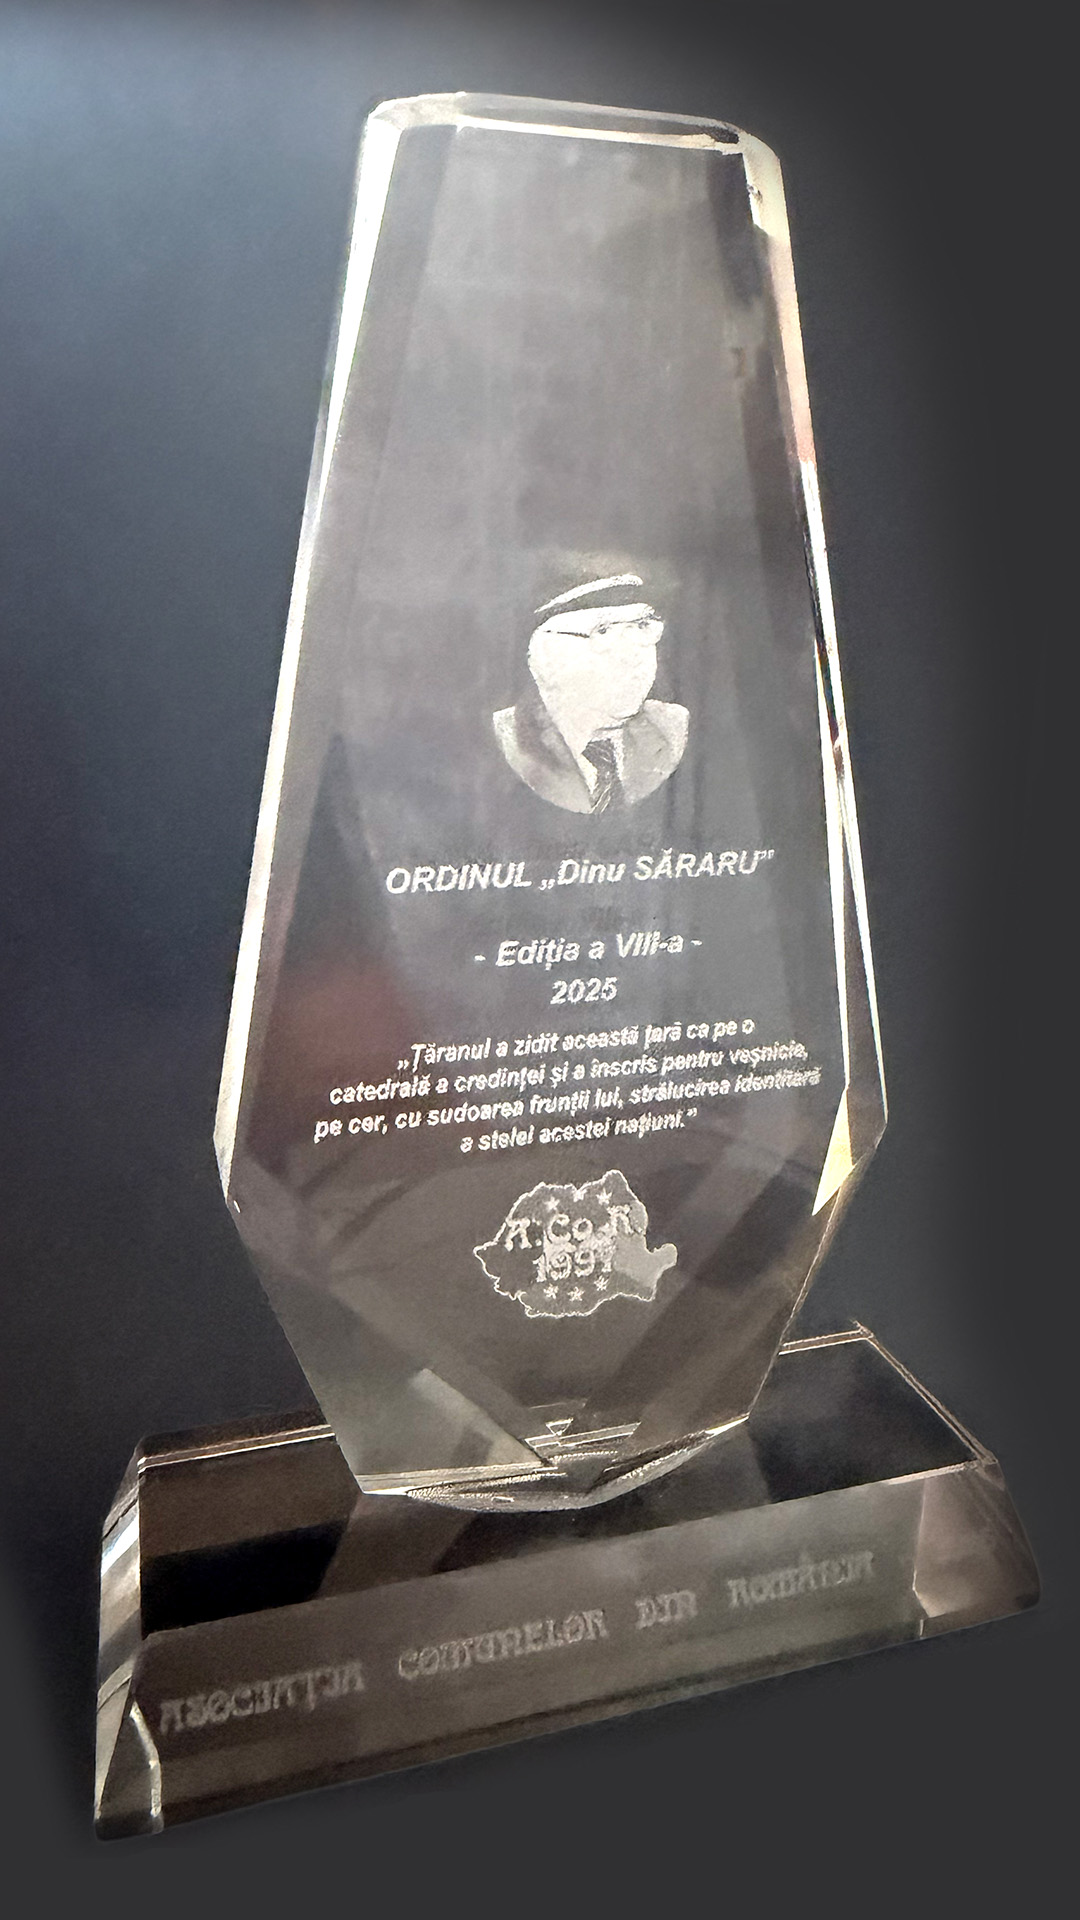 ORDINUL „Dinu SĂRARU”
- Ediția a VIII-a -
2025
„Țăranul a zidit această țară ca pe o
catedrală a credinței și a înscris pentru veșnicie,
pe cer, cu sudoarea frunții lui, strălucirea identitară
a stelei acestei națiuni.”
A.Co.R.
1997
ASOCIAȚIA COMUNELOR DIN ROMÂNIA